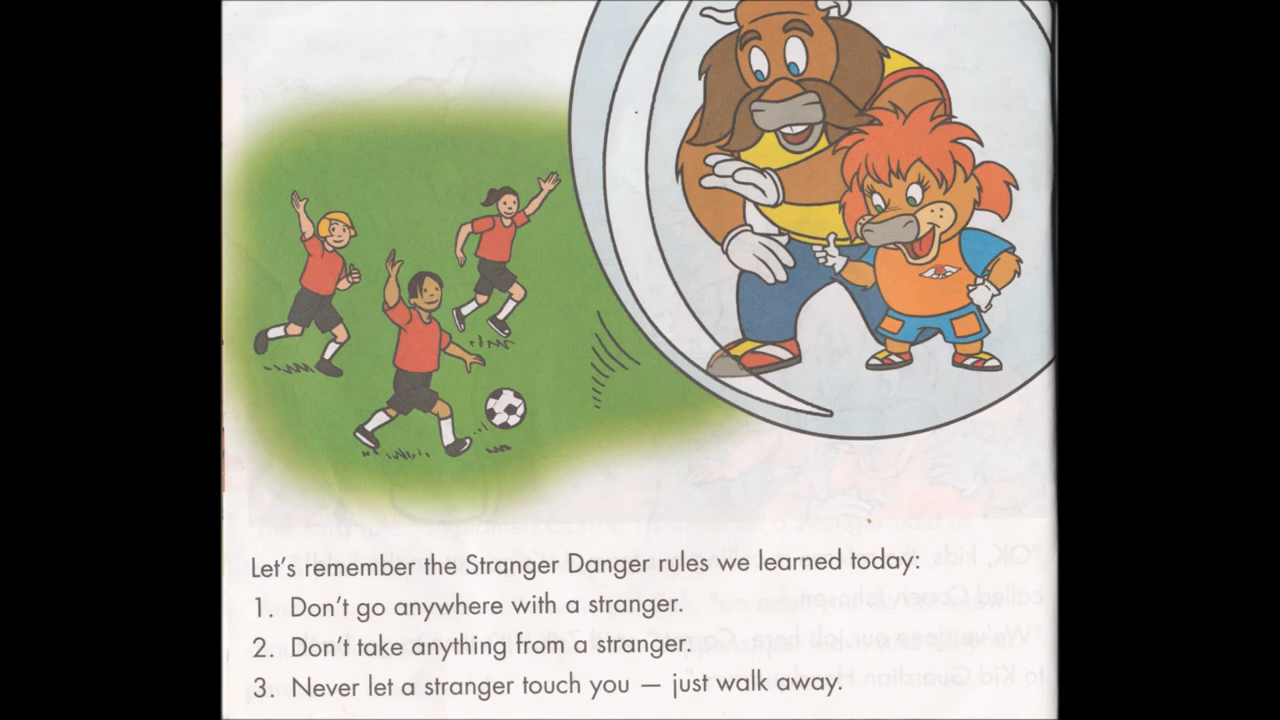 Let's remember the Stranger Danger rules we learned today:
1. Don't go anywhere with a stranger.
2. Don't take anything from a stranger.
3. Never let a stranger touch you — just walk away.